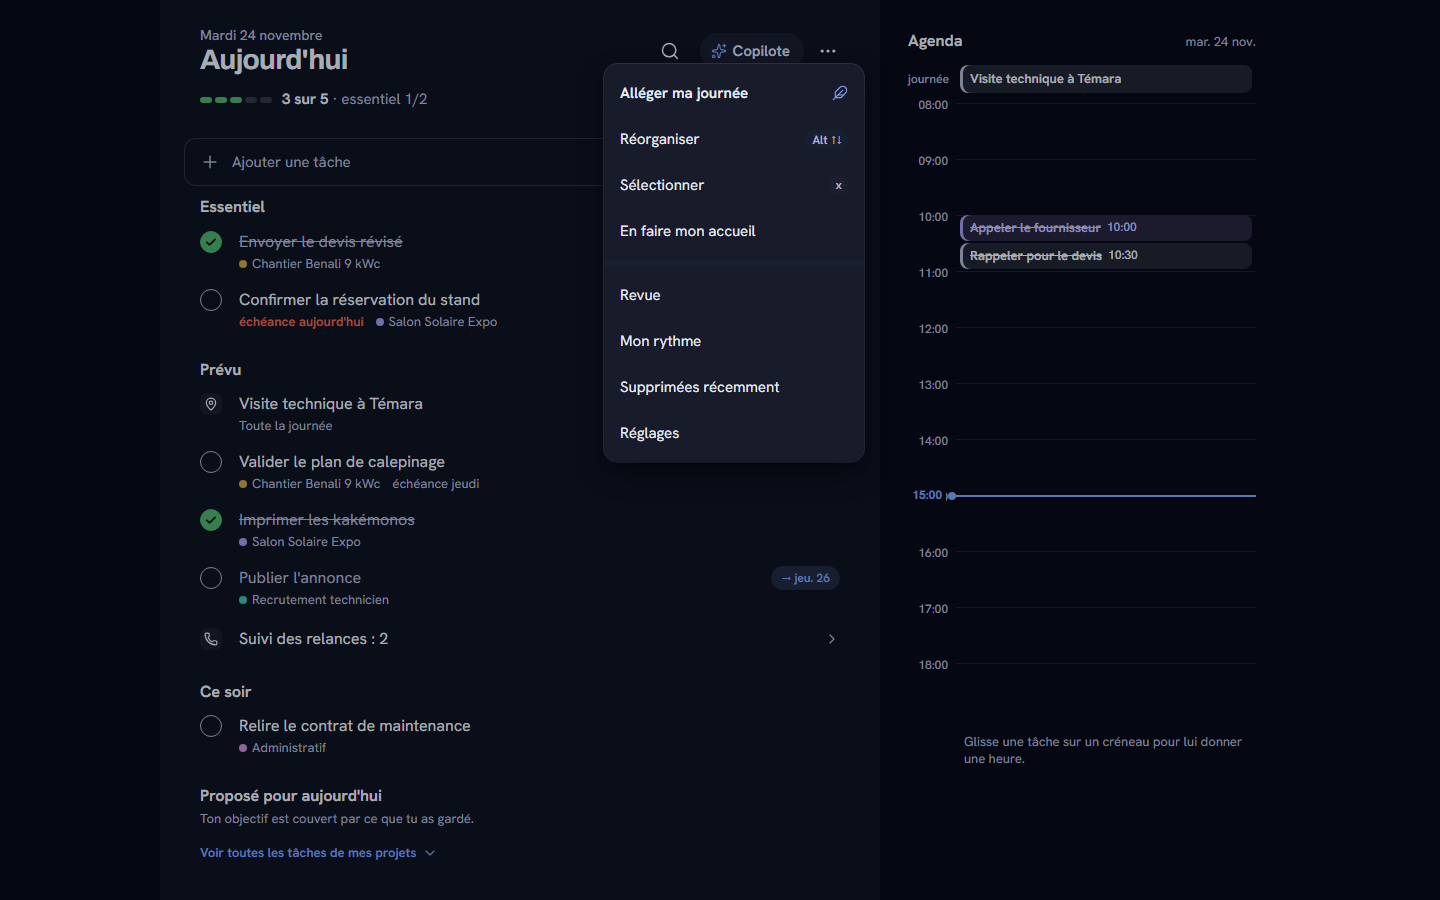 Mardi 24 novembre
Aujourd'hui
Copilote
3 sur 5 · essentiel 1/2
Ajouter une tâche
Alléger ma journée
Réorganiser Alt ↑↓
Sélectionner x
En faire mon accueil
Revue
Mon rythme
Supprimées récemment
Réglages
Essentiel
Envoyer le devis révisé
Chantier Benali 9 kWc
Confirmer la réservation du stand
échéance aujourd'hui Salon Solaire Expo
Prévu
Visite technique à Témara
Toute la journée
Valider le plan de calepinage
Chantier Benali 9 kWc échéance jeudi
Imprimer les kakémonos
Salon Solaire Expo
Publier l'annonce → jeu. 26
Recrutement technicien
Suivi des relances : 2
Ce soir
Relire le contrat de maintenance
Administratif
Proposé pour aujourd'hui
Ton objectif est couvert par ce que tu as gardé.
Voir toutes les tâches de mes projets
Agenda mar. 24 nov.
journée Visite technique à Témara
08:00
09:00
10:00 Appeler le fournisseur 10:00
Rappeler pour le devis 10:30
11:00
12:00
13:00
14:00
15:00
16:00
17:00
18:00
Glisse une tâche sur un créneau pour lui donner
une heure.